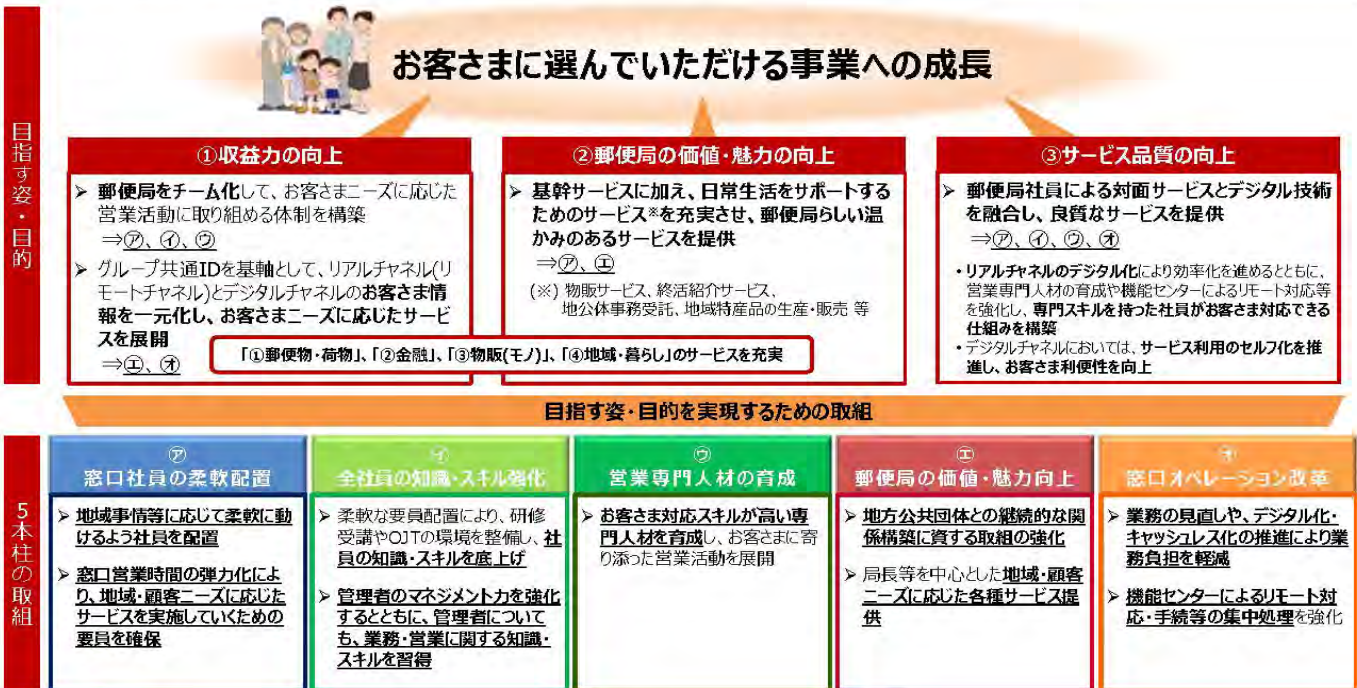 お客さまに選んでいただける事業への成長
目指す姿・目的
①収益力の向上
➢ 郵便局をチーム化して、お客さまニーズに応じた
営業活動に取り組める体制を構築
⇒㋐、㋑、㋒
➢ グループ共通IDを基軸として、リアルチャネル(リ
モートチャネル)とデジタルチャネルのお客さま情
報を一元化し、お客さまニーズに応じたサービ
スを展開
⇒㋓、㋔
②郵便局の価値・魅力の向上
➢ 基幹サービスに加え、日常生活をサポートする
ためのサービス※を充実させ、郵便局らしい温
かみのあるサービスを提供
⇒㋐、㋓
(※) 物販サービス、終活紹介サービス、
地公体事務受託、地域特産品の生産・販売 等
「①郵便物・荷物」、「②金融」、「③物販(モノ)」、「④地域・暮らし」のサービスを充実
③サービス品質の向上
➢ 郵便局社員による対面サービスとデジタル技術
を融合し、良質なサービスを提供
⇒㋐、㋑、㋒、㋔
・リアルチャネルのデジタル化により効率化を進めるとともに、
営業専門人材の育成や機能センターによるリモート対応等
を強化し、専門スキルを持った社員がお客さま対応できる
仕組みを構築
・デジタルチャネルにおいては、サービス利用のセルフ化を推
進し、お客さま利便性を向上
目指す姿・目的を実現するための取組
5本柱の取組
㋐
窓口社員の柔軟配置
➢ 地域事情等に応じて柔軟に動
けるよう社員を配置
➢ 窓口営業時間の弾力化によ
り、地域・顧客ニーズに応じた
サービスを実施していくための
要員を確保
㋑
全社員の知識・スキル強化
➢ 柔軟な要員配置により、研修
受講やOJTの環境を整備し、社
員の知識・スキルを底上げ
➢ 管理者のマネジメント力を強化
するとともに、管理者について
も、業務・営業に関する知識・
スキルを習得
㋒
営業専門人材の育成
➢ お客さま対応スキルが高い専
門人材を育成し、お客さまに寄
り添った営業活動を展開
㋓
郵便局の価値・魅力向上
➢ 地方公共団体との継続的な関
係構築に資する取組の強化
➢ 局長等を中心とした地域・顧客
ニーズに応じた各種サービス提
供
㋔
窓口オペレーション改革
➢ 業務の見直しや、デジタル化・
キャッシュレス化の推進により業
務負担を軽減
➢ 機能センターによるリモート対
応・手続等の集中処理を強化